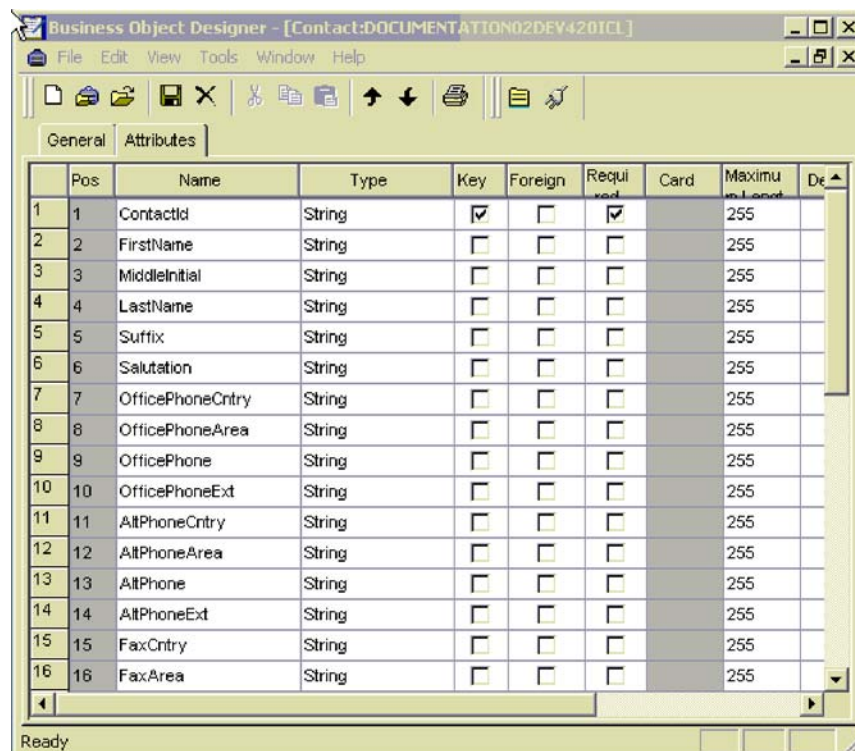 Business Object Designer - [Contact:DOCUMENTATION02DEV420ICL]
File Edit View Tools Window Help
General Attributes
Pos Name Type Key Foreign Requi Card Maximu De
1 1 ContactId String 255
2 2 FirstName String 255
3 3 MiddleInitial String 255
4 4 LastName String 255
5 5 Suffix String 255
6 6 Salutation String 255
7 7 OfficePhoneCntry String 255
8 8 OfficePhoneArea String 255
9 9 OfficePhone String 255
10 10 OfficePhoneExt String 255
11 11 AltPhoneCntry String 255
12 12 AltPhoneArea String 255
13 13 AltPhone String 255
14 14 AltPhoneExt String 255
15 15 FaxCntry String 255
16 16 FaxArea String 255
Ready